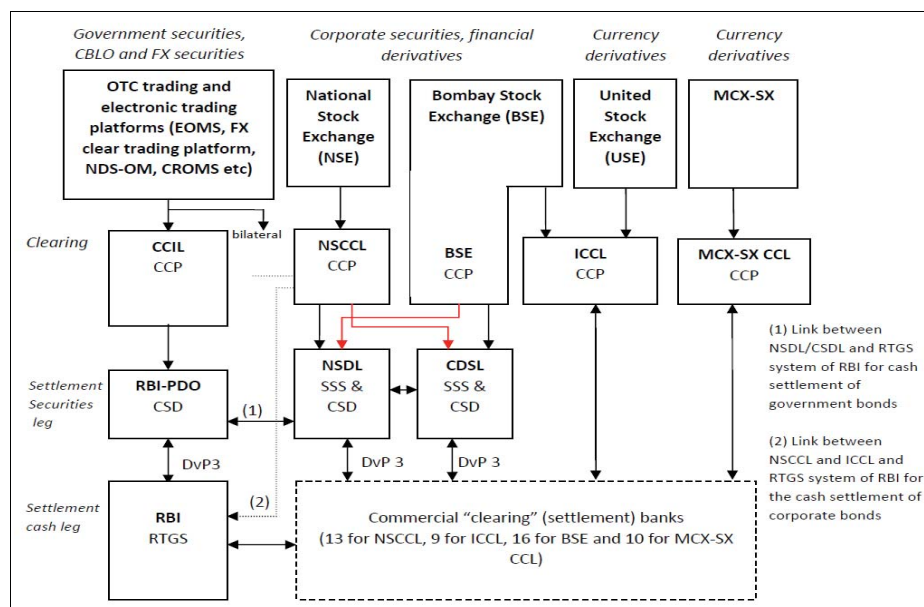 Government securities,
CBLO and FX securities
Corporate securities, financial
derivatives
Currency
derivatives
Currency
derivatives
OTC trading and
electronic trading
platforms (EOMS, FX
clear trading platform,
NDS-OM, CROMS etc)
National
Stock
Exchange
(NSE)
Bombay Stock
Exchange (BSE)
United
Stock
Exchange
(USE)
MCX-SX
Clearing
bilateral
CCIL
CCP
NSCCL
CCP
BSE
CCP
ICCL
CCP
MCX-SX CCL
CCP
Settlement
Securities
leg
RBI-PDO
CSD
(1)
NSDL
SSS &
CSD
CDSL
SSS &
CSD
(1) Link between
NSDL/CSDL and RTGS
system of RBI for cash
settlement of
government bonds
DvP3
DvP 3
DvP 3
(2) Link between
NSCCL and ICCL and
RTGS system of RBI for
the cash settlement of
corporate bonds
Settlement
cash leg
RBI
RTGS
(2)
Commercial “clearing” (settlement) banks
(13 for NSCCL, 9 for ICCL, 16 for BSE and 10 for MCX-SX
CCL)